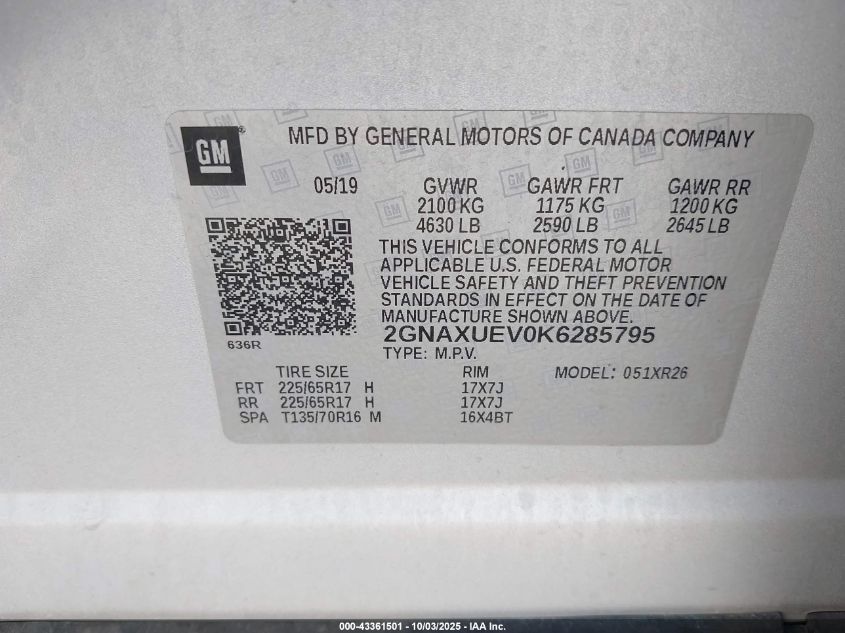 GM
MFD BY GENERAL MOTORS OF CANADA COMPANY
05/19 GVWR GAWR FRT GAWR RR
2100 KG 1175 KG 1200 KG
4630 LB 2590 LB 2645 LB
THIS VEHICLE CONFORMS TO ALL
APPLICABLE U.S. FEDERAL MOTOR
VEHICLE SAFETY AND THEFT PREVENTION
STANDARDS IN EFFECT ON THE DATE OF
MANUFACTURE SHOWN ABOVE.
2GNAXUEV0K6285795
636R
TYPE: M.P.V.
TIRE SIZE RIM MODEL: 051XR26
FRT 225/65R17 H 17X7J
RR 225/65R17 H 17X7J
SPA T135/70R16 M 16X4BT
000-43361501 - 10/03/2025 - IAA Inc.